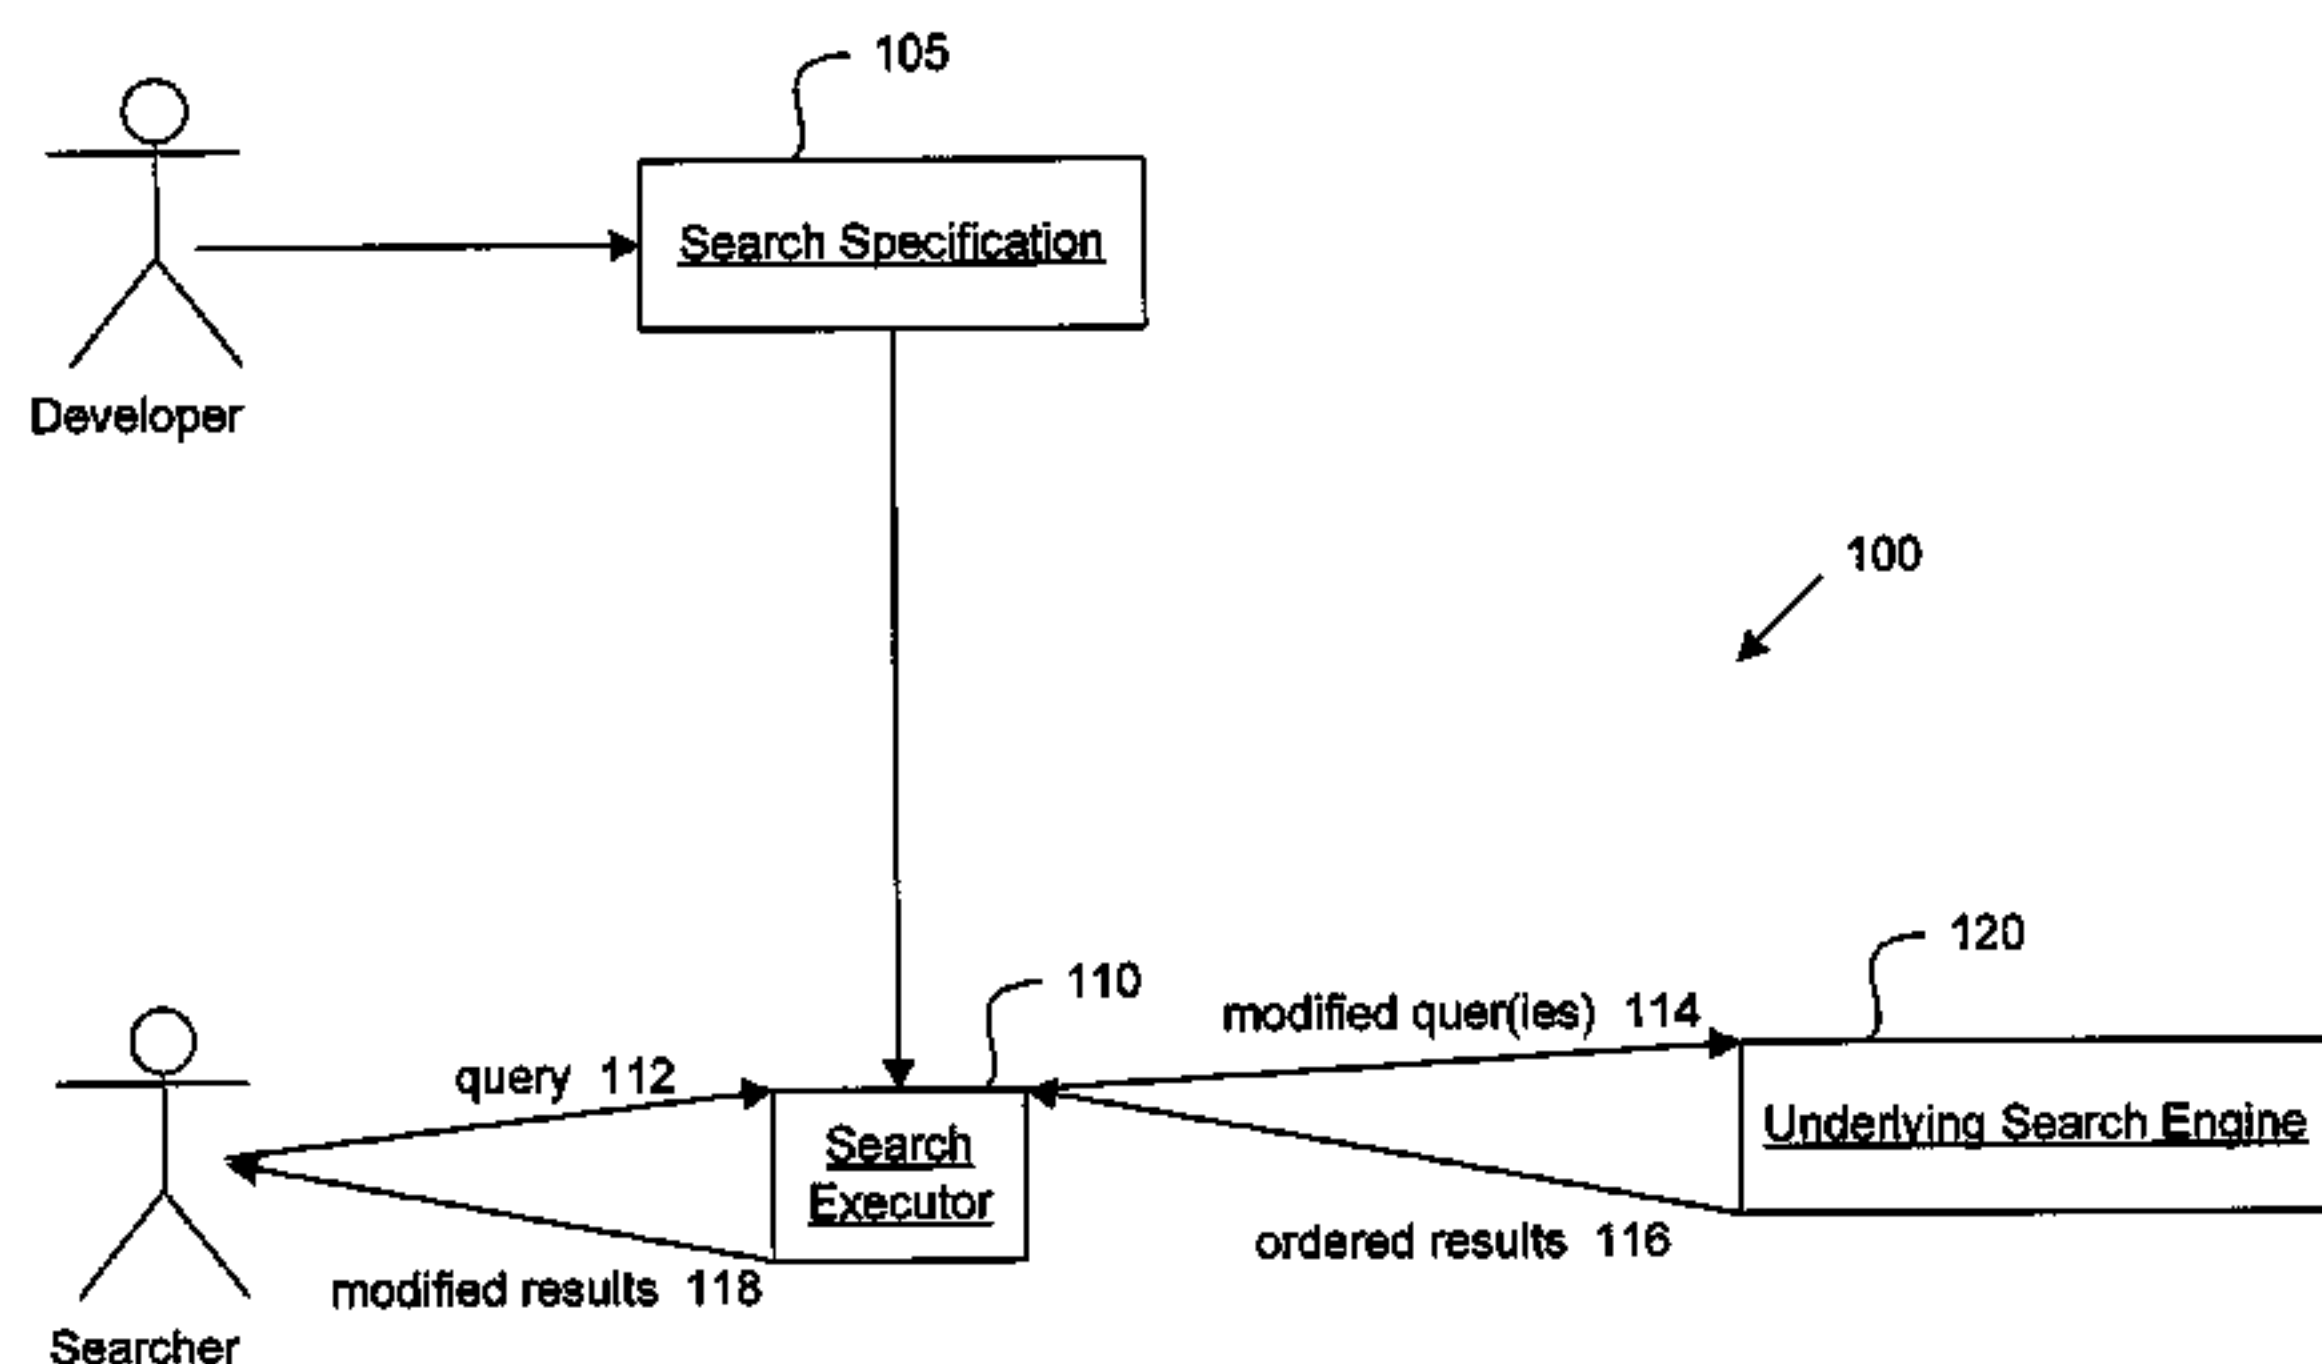 105
Search Specification
Developer
100
120
110
modified quer(ies) 114
query 112
Underlying Search Engine
Search
Executor
ordered results 116
modified results 118
Searcher